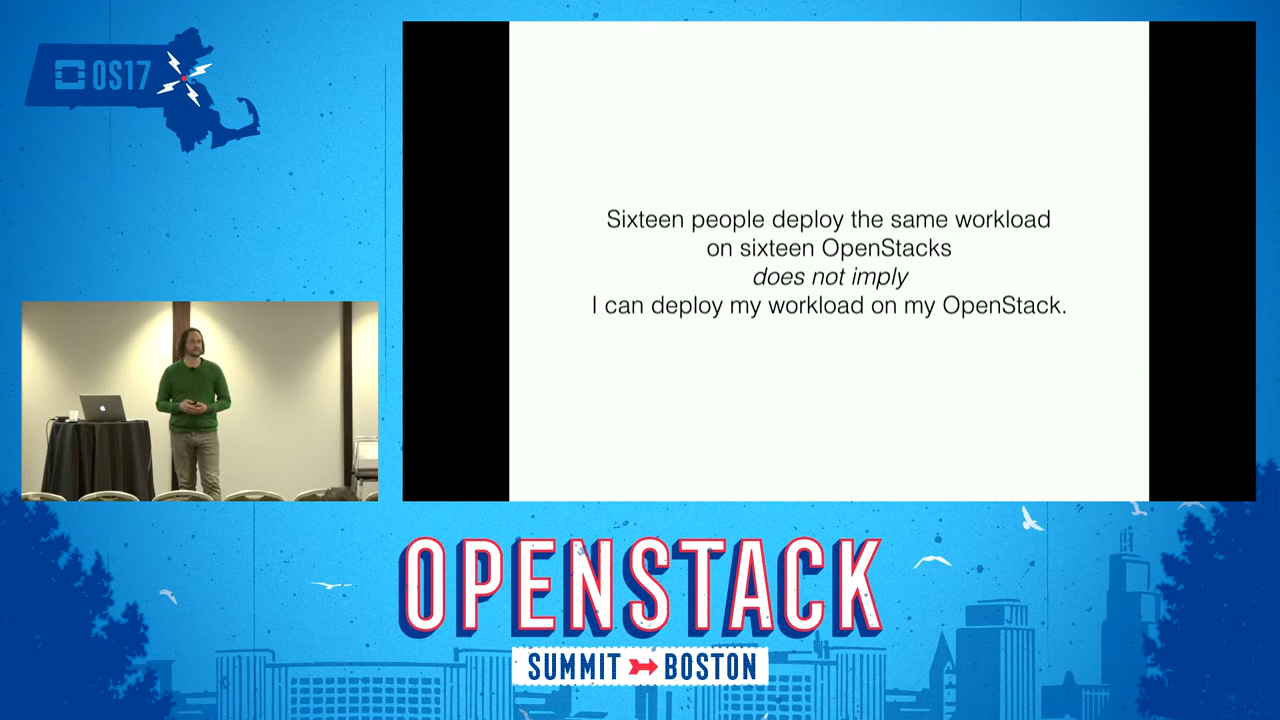 OS17
Sixteen people deploy the same workload
on sixteen OpenStacks
does not imply
I can deploy my workload on my OpenStack.
OPENSTACK
SUMMIT BOSTON